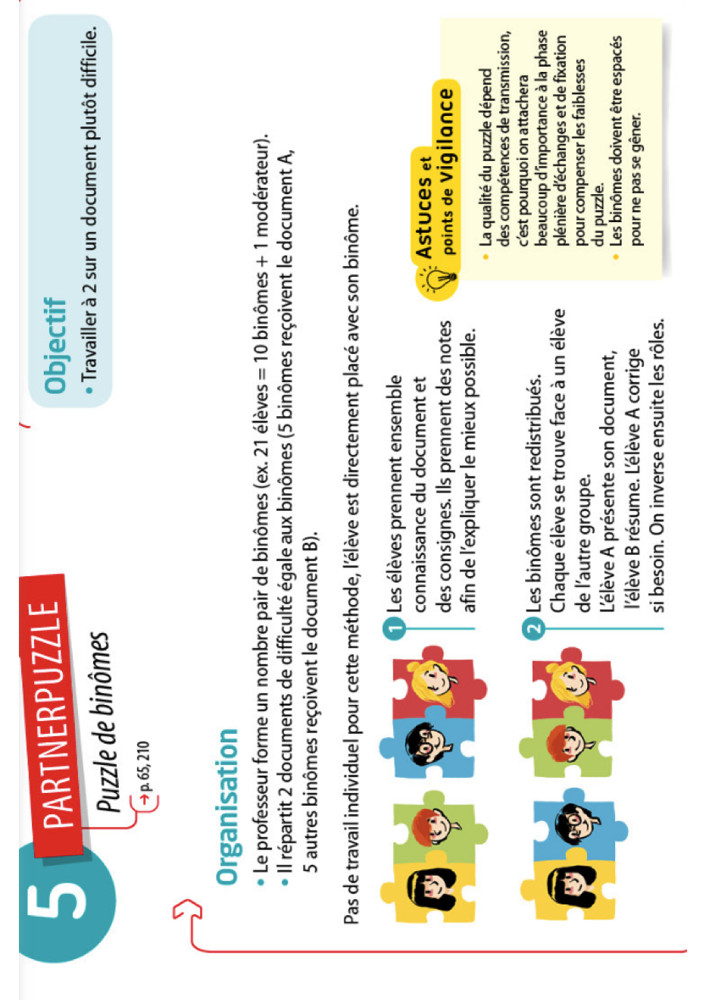 5
PARTNERPUZZLE
Puzzle de binômes
→ p. 65, 210
Objectif
• Travailler à 2 sur un document plutôt difficile.
Organisation
• Le professeur forme un nombre pair de binômes (ex. 21 élèves = 10 binômes + 1 modérateur).
• Il répartit 2 documents de difficulté égale aux binômes (5 binômes reçoivent le document A,
5 autres binômes reçoivent le document B).
Pas de travail individuel pour cette méthode, l'élève est directement placé avec son binôme.
1 Les élèves prennent ensemble
connaissance du document et
des consignes. Ils prennent des notes
afin de l'expliquer le mieux possible.
2 Les binômes sont redistribués.
Chaque élève se trouve face à un élève
de l'autre groupe.
L'élève A présente son document,
l'élève B résume. L'élève A corrige
si besoin. On inverse ensuite les rôles.
Astuces et
points de vigilance
• La qualité du puzzle dépend
des compétences de transmission,
c'est pourquoi on attachera
beaucoup d'importance à la phase
plénière d'échanges et de fixation
pour compenser les faiblesses
du puzzle.
• Les binômes doivent être espacés
pour ne pas se gêner.